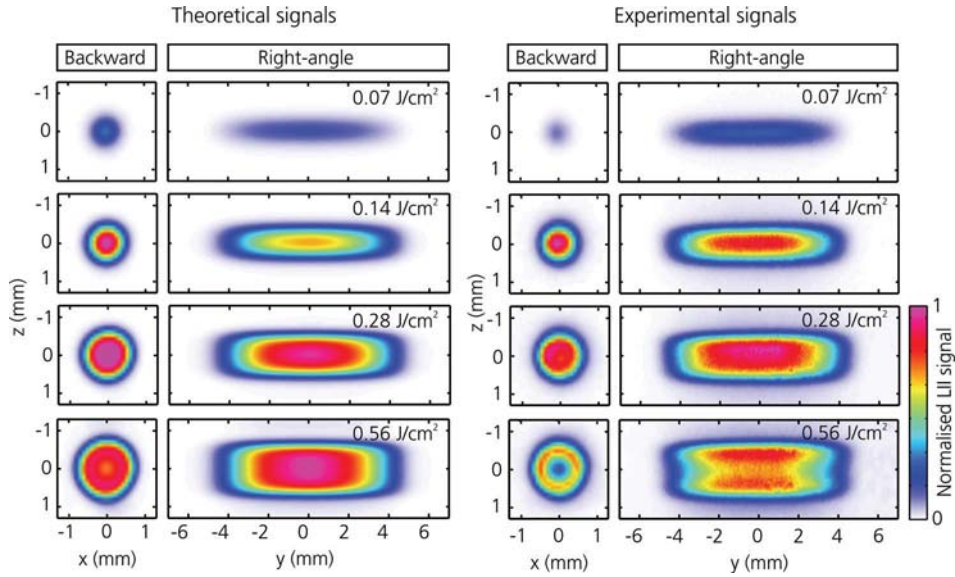 Theoretical signals
Experimental signals
Backward
Right-angle
Backward
Right-angle
-1
0
1
0.07 J/cm²
-1
0
1
0.07 J/cm²
-1
0
1
0.14 J/cm²
-1
0
1
0.14 J/cm²
-1
0
1
0.28 J/cm²
-1
0
1
0.28 J/cm²
-1
0
1
0.56 J/cm²
-1
0
1
0.56 J/cm²
z (mm)
z (mm)
1
0
Normalised LII signal
-1 0 1
-6 -4 -2 0 2 4 6
-1 0 1
-6 -4 -2 0 2 4 6
x (mm)
y (mm)
x (mm)
y (mm)